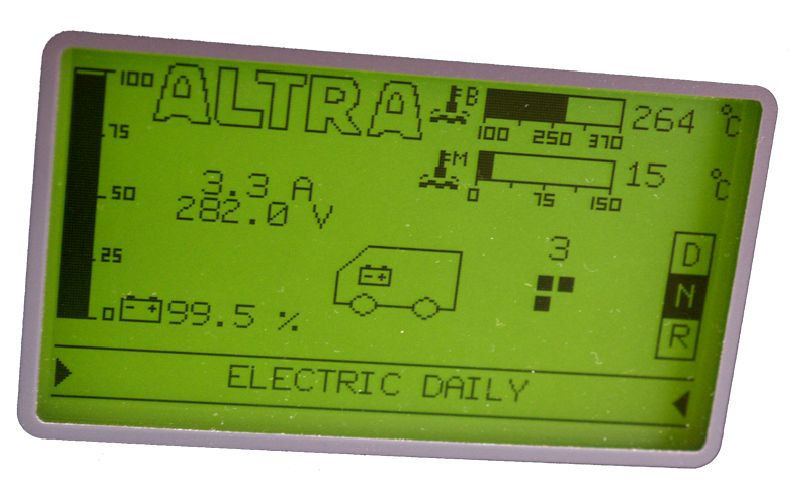 100 ALTRA B 264 °C
100 250 370
75
M 15 °C
0 75 150
3.3 A
50 282.0 V
3
D
25
N
0 99.5 %
R
ELECTRIC DAILY